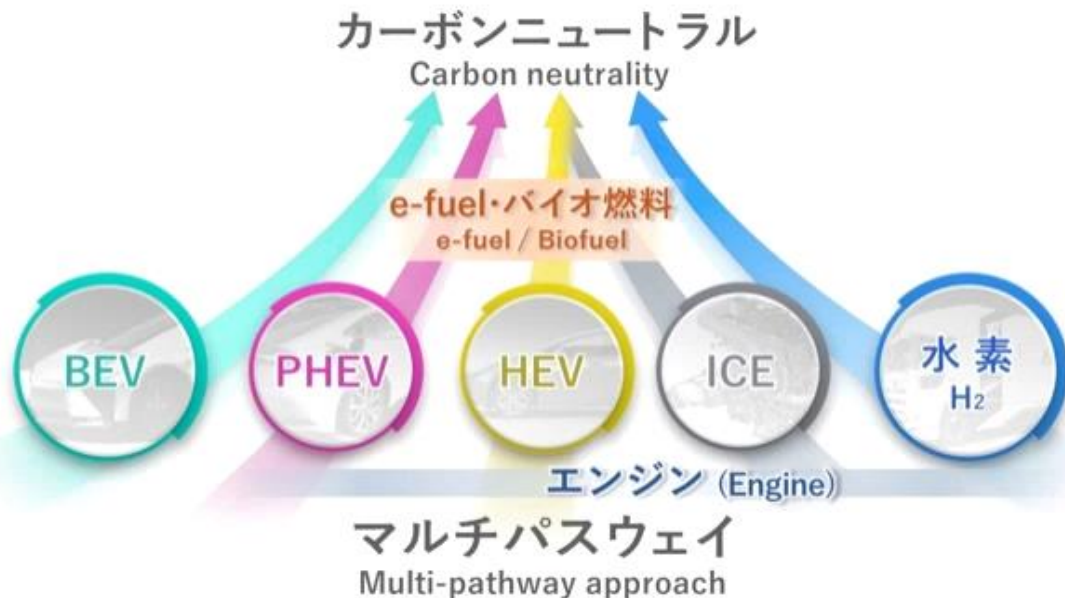 カーボンニュートラル
Carbon neutrality
e-fuel・バイオ燃料
e-fuel / Biofuel
BEV
PHEV
HEV
ICE
水素
H₂
エンジン (Engine)
マルチパスウェイ
Multi-pathway approach